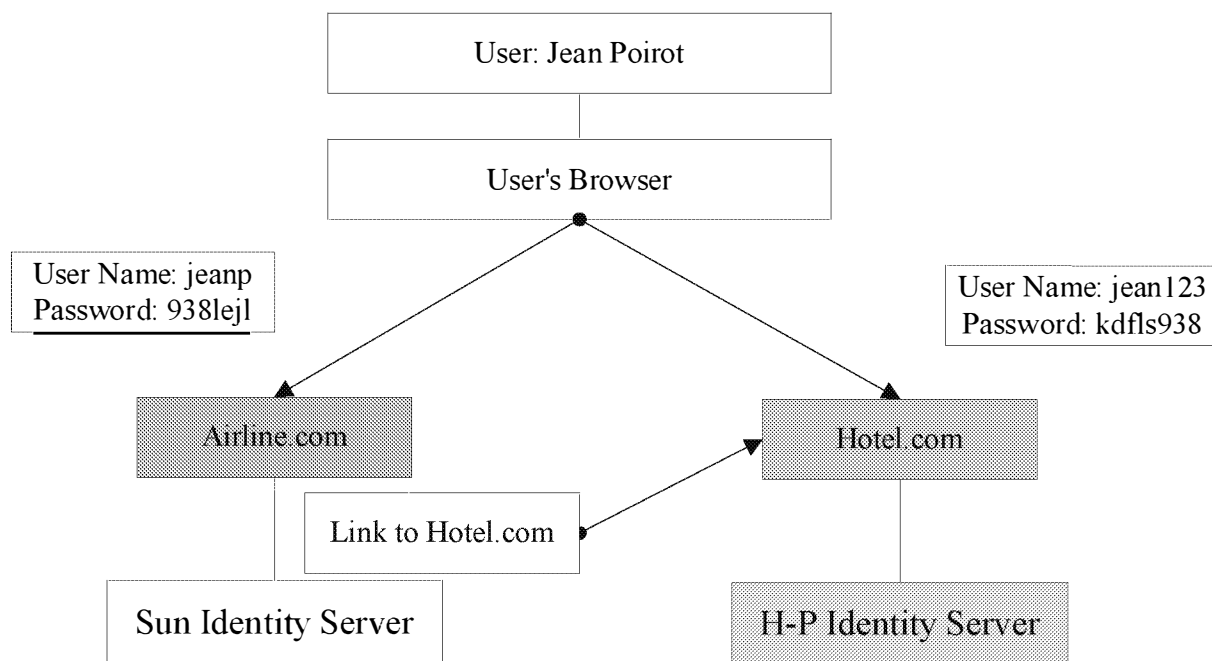 User: Jean Poirot
User's Browser
User Name: jeanp
Password: 938lejl
User Name: jean123
Password: kdfls938
Airline.com
Hotel.com
Link to Hotel.com
Sun Identity Server
H-P Identity Server